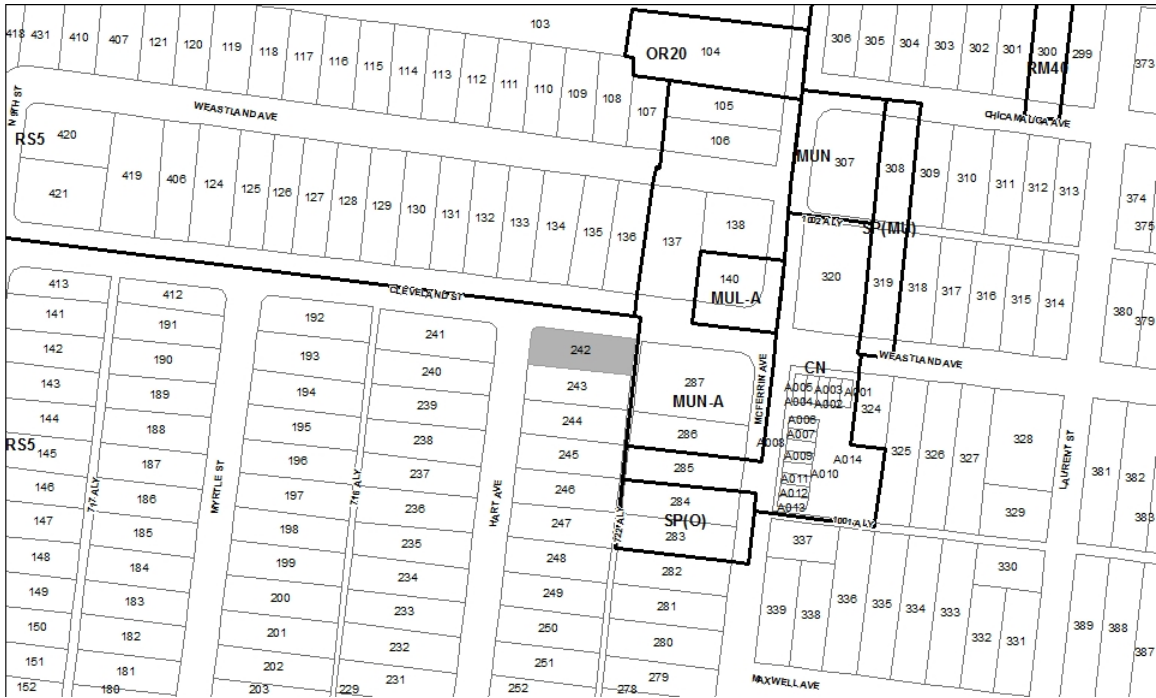 103
418 431 410 407 121 120 119 118 117 116 115 114 113 112 111 110 109 108 107
OR20 104
306 305 304 303 302 301 300 299 373
RM40
105
106
N 9TH ST
WEASTLAND AVE
CHICAMAUGA AVE
RS5 420
421 419 406 124 125 126 127 128 129 130 131 132 133 134 135 136 137 138
MUN
307 308 309 310 311 312 313
374
375
1002 ALY SP(MU)
320 319 318 317 316 315 314
380 379
140
MUL-A
CLEVELAND ST
413 412
141 191 192 241
142 190 193 240 242
143 189 194 239 243
144 188 195 238 244
RS5
145 187 196 237 245
146 186 197 236 246
147 185 198 235 247
148 184 199 234 248
149 183 200 233 249
150 182 201 232 250
151 181 202 231 251
152 180 203 229 252
717 ALY
MYRTLE ST
718 ALY
HART AVE
722 ALY
MCFERRIN AVE
WEASTLAND AVE
287
MUN-A
286
285
284
SP(O)
283
282
281
280
279
278
CN
A005 A003 A001
A004 A002
A006
A007
A008
A009
A010
A011
A012
A013
A014
324 325 326 327 328
329
LAURENT ST
381 382
383
1001 ALY
337
339 338 336 335 334 333 332 331
330
389 388 387
MAXWELL AVE